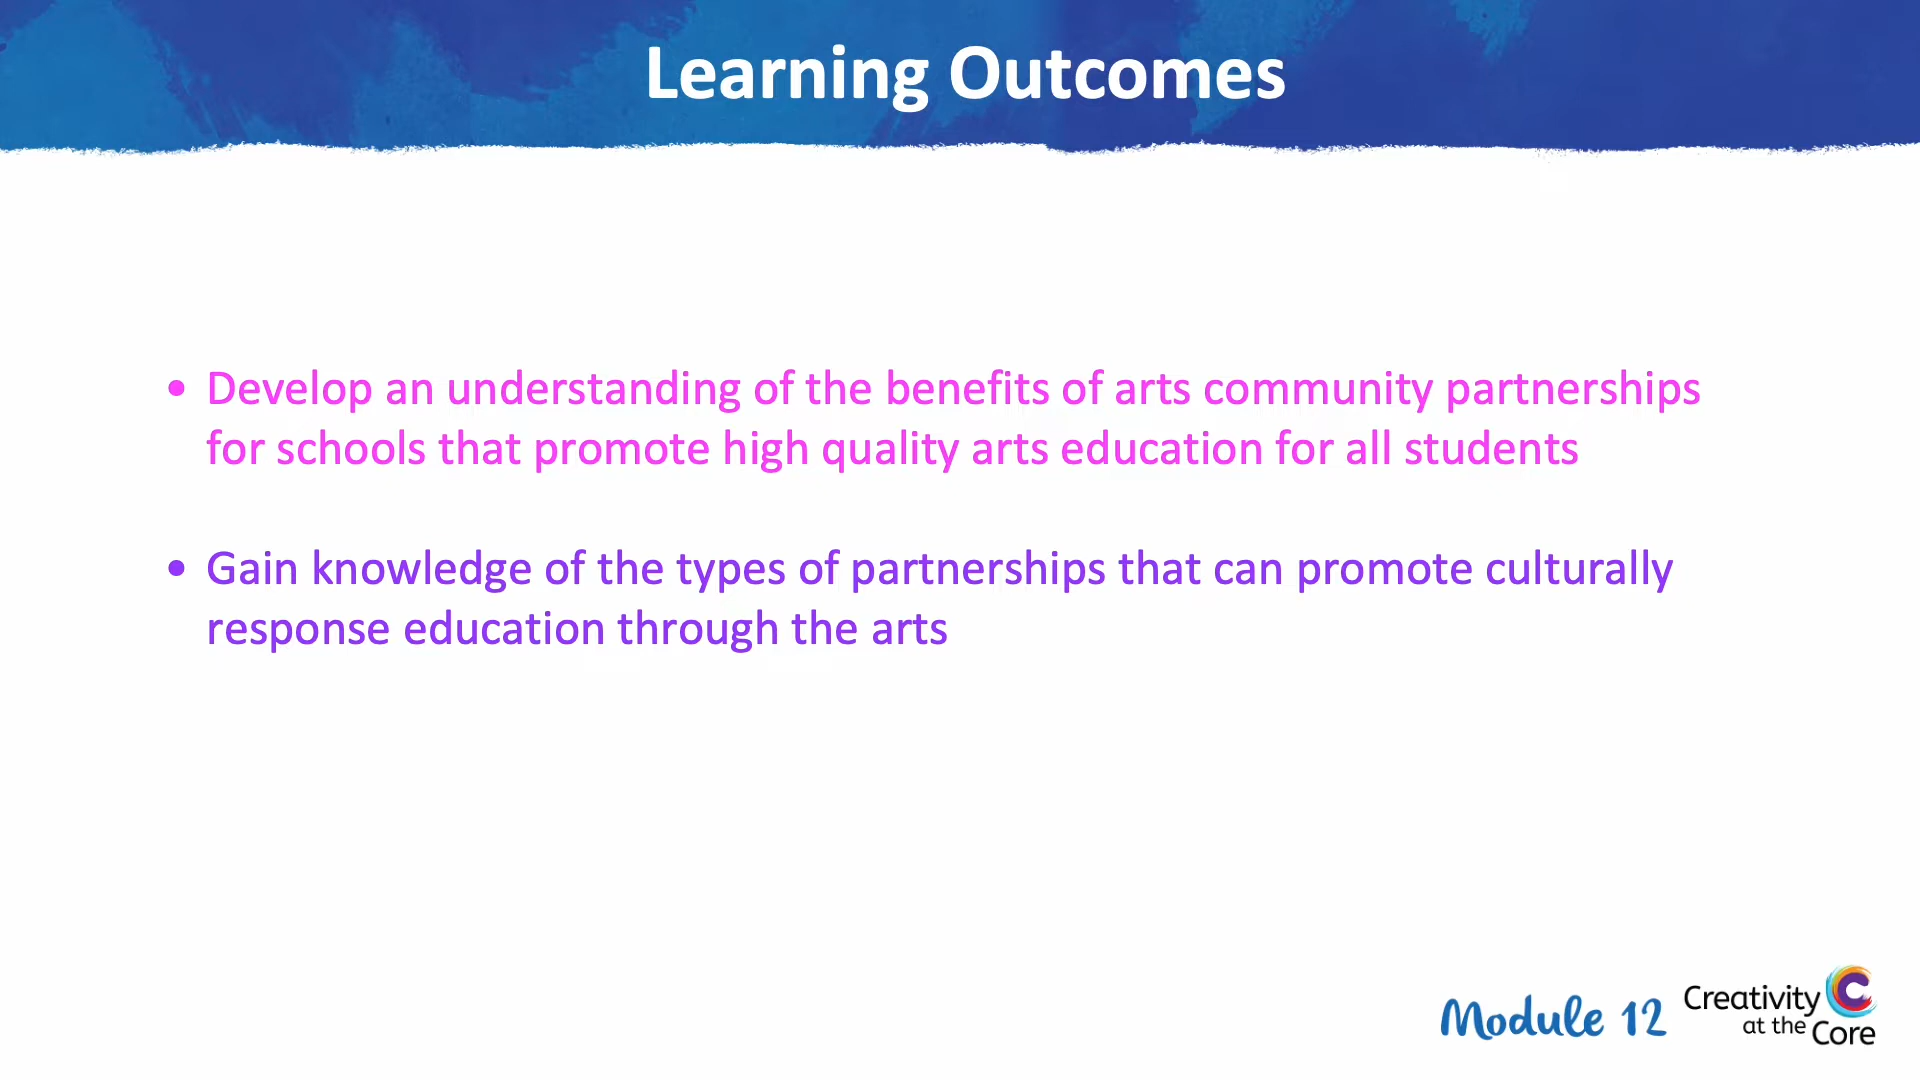 Learning Outcomes
• Develop an understanding of the benefits of arts community partnerships
for schools that promote high quality arts education for all students
• Gain knowledge of the types of partnerships that can promote culturally
response education through the arts
Module 12
Creativity
at the Core